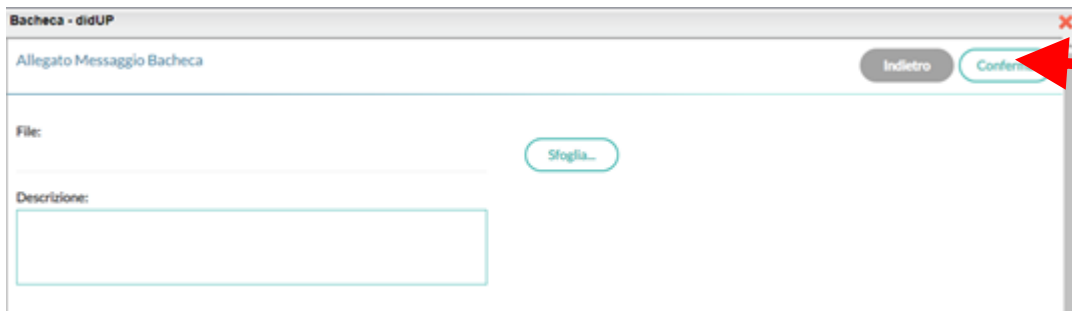 Bacheca - didUP
Allegato Messaggio Bacheca
Indietro
File:
Sfoglia...
Descrizione: